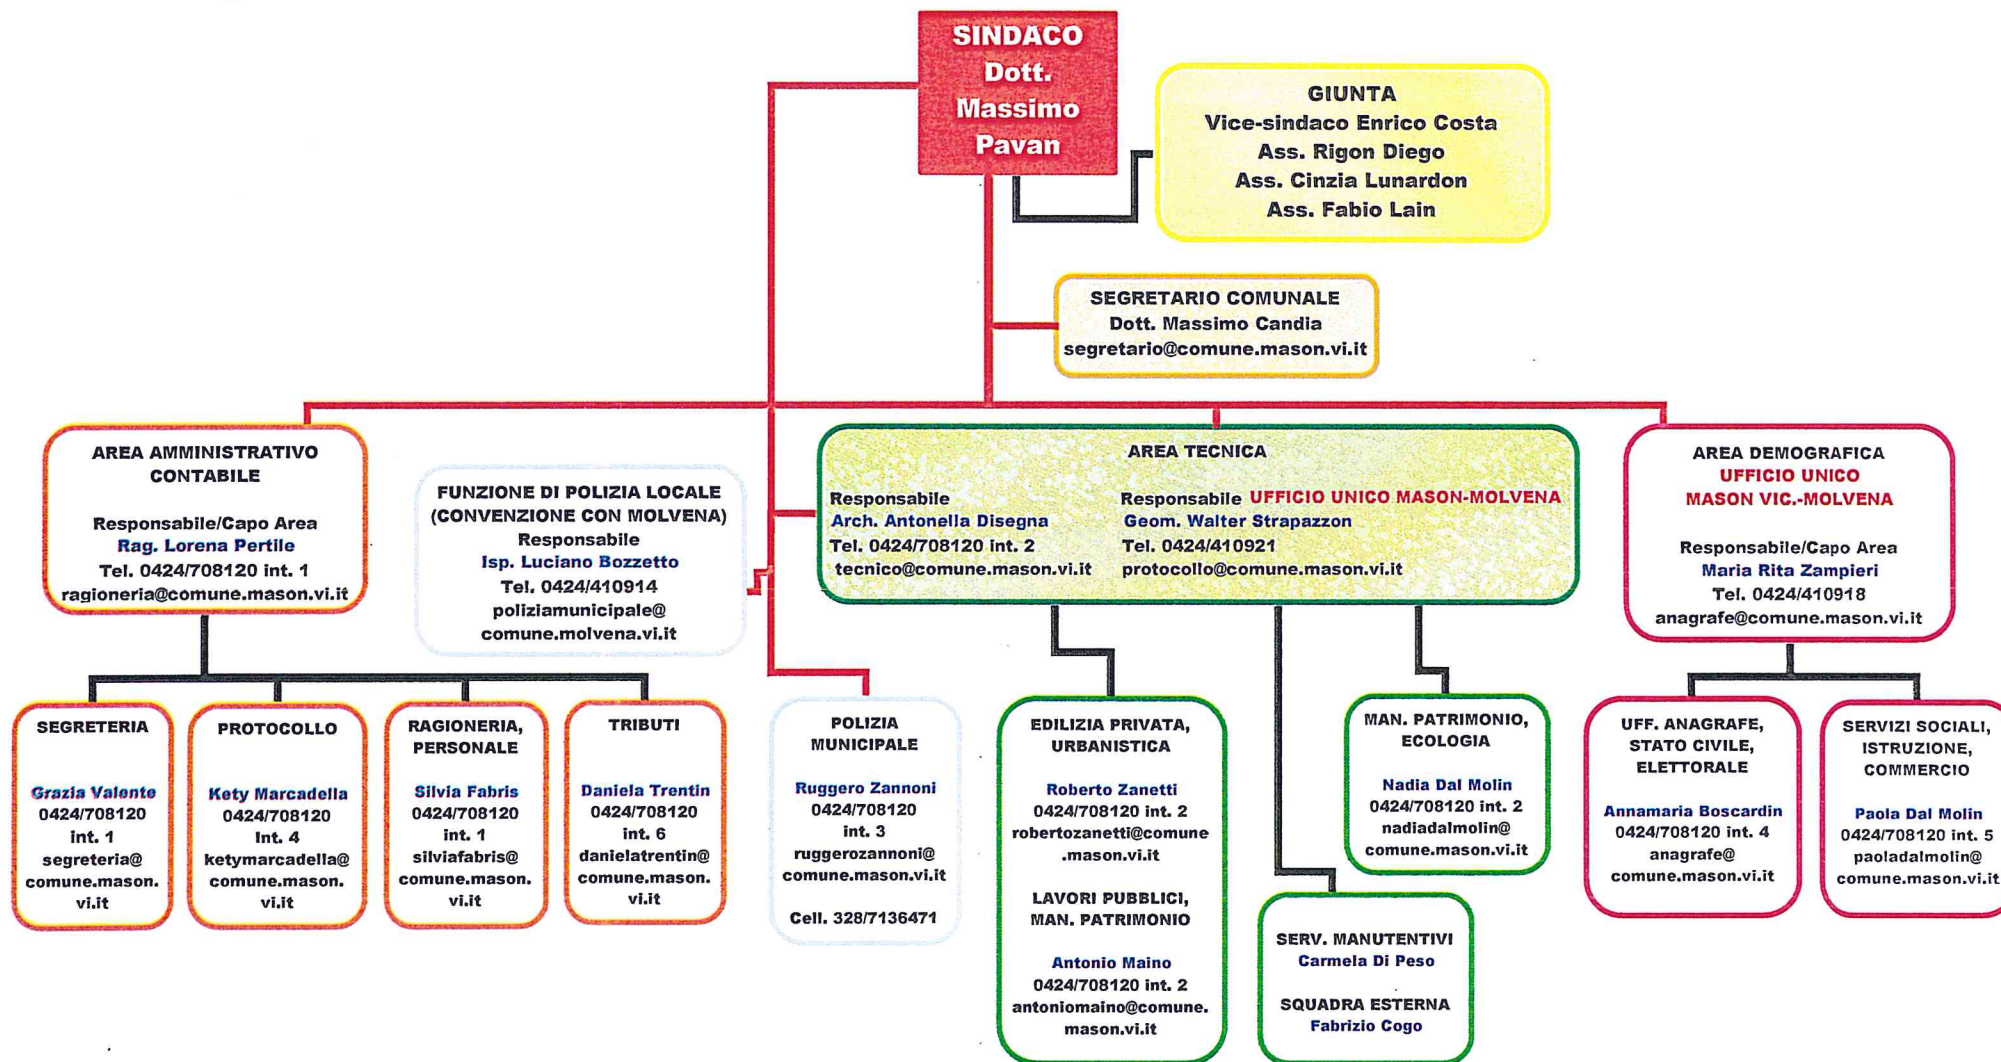 SINDACO
Dott.
Massimo
Pavan
GIUNTA
Vice-sindaco Enrico Costa
Ass. Rigon Diego
Ass. Cinzia Lunardon
Ass. Fabio Lain
SEGRETARIO COMUNALE
Dott. Massimo Candia
segretario@comune.mason.vi.it
AREA AMMINISTRATIVO
CONTABILE
Responsabile/Capo Area
Rag. Lorena Pertile
Tel. 0424/708120 int. 1
ragioneria@comune.mason.vi.it
FUNZIONE DI POLIZIA LOCALE
(CONVENZIONE CON MOLVENA)
Responsabile
Isp. Luciano Bozzetto
Tel. 0424/410914
poliziamunicipale@
comune.molvena.vi.it
AREA TECNICA
Responsabile
Arch. Antonella Disegna
Tel. 0424/708120 int. 2
tecnico@comune.mason.vi.it
Responsabile UFFICIO UNICO MASON-MOLVENA
Geom. Walter Strapazzon
Tel. 0424/410921
protocollo@comune.mason.vi.it
AREA DEMOGRAFICA
UFFICIO UNICO
MASON VIC.-MOLVENA
Responsabile/Capo Area
Maria Rita Zampieri
Tel. 0424/410918
anagrafe@comune.mason.vi.it
SEGRETERIA
Grazia Valente
0424/708120
int. 1
segreteria@
comune.mason.
vi.it
PROTOCOLLO
Kety Marcadella
0424/708120
Int. 4
ketymarcadella@
comune.mason.
vi.it
RAGIONERIA,
PERSONALE
Silvia Fabris
0424/708120
int. 1
silviafabris@
comune.mason.
vi.it
TRIBUTI
Daniela Trentin
0424/708120
int. 6
danielatrentin@
comune.mason.
vi.it
POLIZIA
MUNICIPALE
Ruggero Zannoni
0424/708120
int. 3
ruggerozannoni@
comune.mason.vi.it
Cell. 328/7136471
EDILIZIA PRIVATA,
URBANISTICA
Roberto Zanetti
0424/708120 int. 2
robertozanetti@comune
.mason.vi.it
LAVORI PUBBLICI,
MAN. PATRIMONIO
Antonio Maino
0424/708120 int. 2
antoniomaino@comune.
mason.vi.it
SERV. MANUTENTIVI
Carmela Di Peso
SQUADRA ESTERNA
Fabrizio Cogo
MAN. PATRIMONIO,
ECOLOGIA
Nadia Dal Molin
0424/708120 int. 2
nadiadalmolin@
comune.mason.vi.it
UFF. ANAGRAFE,
STATO CIVILE,
ELETTORALE
Annamaria Boscardin
0424/708120 int. 4
anagrafe@
comune.mason.vi.it
SERVIZI SOCIALI,
ISTRUZIONE,
COMMERCIO
Paola Dal Molin
0424/708120 int. 5
paoladalmolin@
comune.mason.vi.it